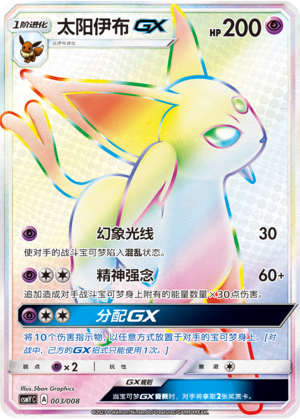 1阶进化
太阳伊布GX HP200
从伊布进化
幻象光线 30
使对手的战斗宝可梦陷入混乱状态。
精神强念 60+
追加造成对手战斗宝可梦身上附有的能量数量×30点伤害。
分配GX
将10个伤害指示物，以任意方式放置于对手的宝可梦身上。[对
战中，己方的GX招式只能使用1次。]
弱点 ×2 抗性 撤退
Illus. 5ban Graphics
GX规则
当宝可梦GX昏厥时，对手将拿取2张奖赏卡。
CSMYC A 003/008